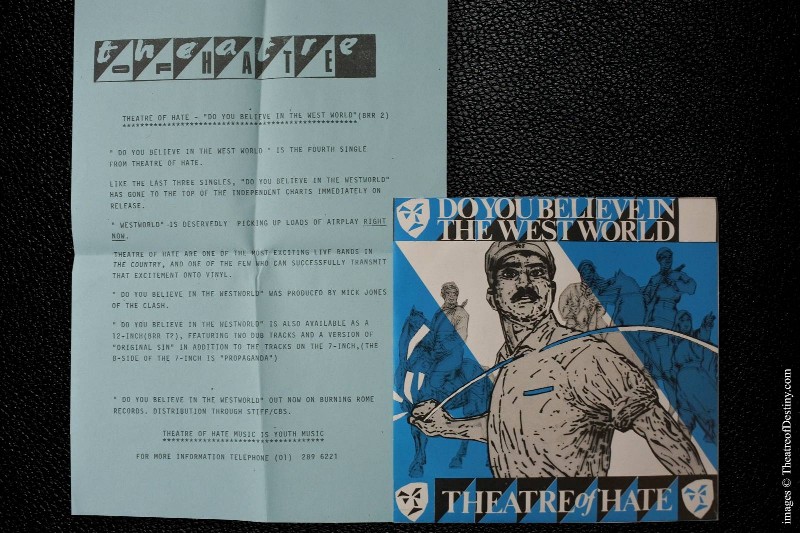 theatre
OF HATE
THEATRE OF HATE - "DO YOU BELIEVE IN THE WEST WORLD"(BRR 2)
" DO YOU BELIEVE IN THE WEST WORLD " IS THE FOURTH SINGLE
FROM THEATRE OF HATE.
LIKE THE LAST THREE SINGLES, "DO YOU BELIEVE IN THE WESTWORLD"
HAS GONE TO THE TOP OF THE INDEPENDENT CHARTS IMMEDIATELY ON
RELEASE.
" WESTWORLD" IS DESERVEDLY PICKING UP LOADS OF AIRPLAY RIGHT
NOW.
THEATRE OF HATE ARE ONE OF THE MOST EXCITING LIVE BANDS IN
THE COUNTRY, AND ONE OF THE FEW WHO CAN SUCCESSFULLY TRANSMIT
THAT EXCITEMENT ONTO VINYL.
" DO YOU BELIEVE IN THE WESTWORLD" WAS PRODUCED BY MICK JONES
OF THE CLASH.
" DO YOU BELIEVE IN THE WESTWORLD" IS ALSO AVAILABLE AS A
12-INCH(BRR T2), FEATURING TWO DUB TRACKS AND A VERSION OF
"ORIGINAL SIN" IN ADDITION TO THE TRACKS ON THE 7-INCH,(THE
B-SIDE OF THE 7-INCH IS "PROPAGANDA")
" DO YOU BELIEVE IN THE WESTWORLD" OUT NOW ON BURNING ROME
RECORDS. DISTRIBUTION THROUGH STIFF/CBS.
THEATRE OF HATE MUSIC IS YOUTH MUSIC
FOR MORE INFORMATION TELEPHONE (01) 289 6221
DO YOU BELIEVE IN
THE WEST WORLD
THEATRE of HATE
images © TheatreofDestiny.com